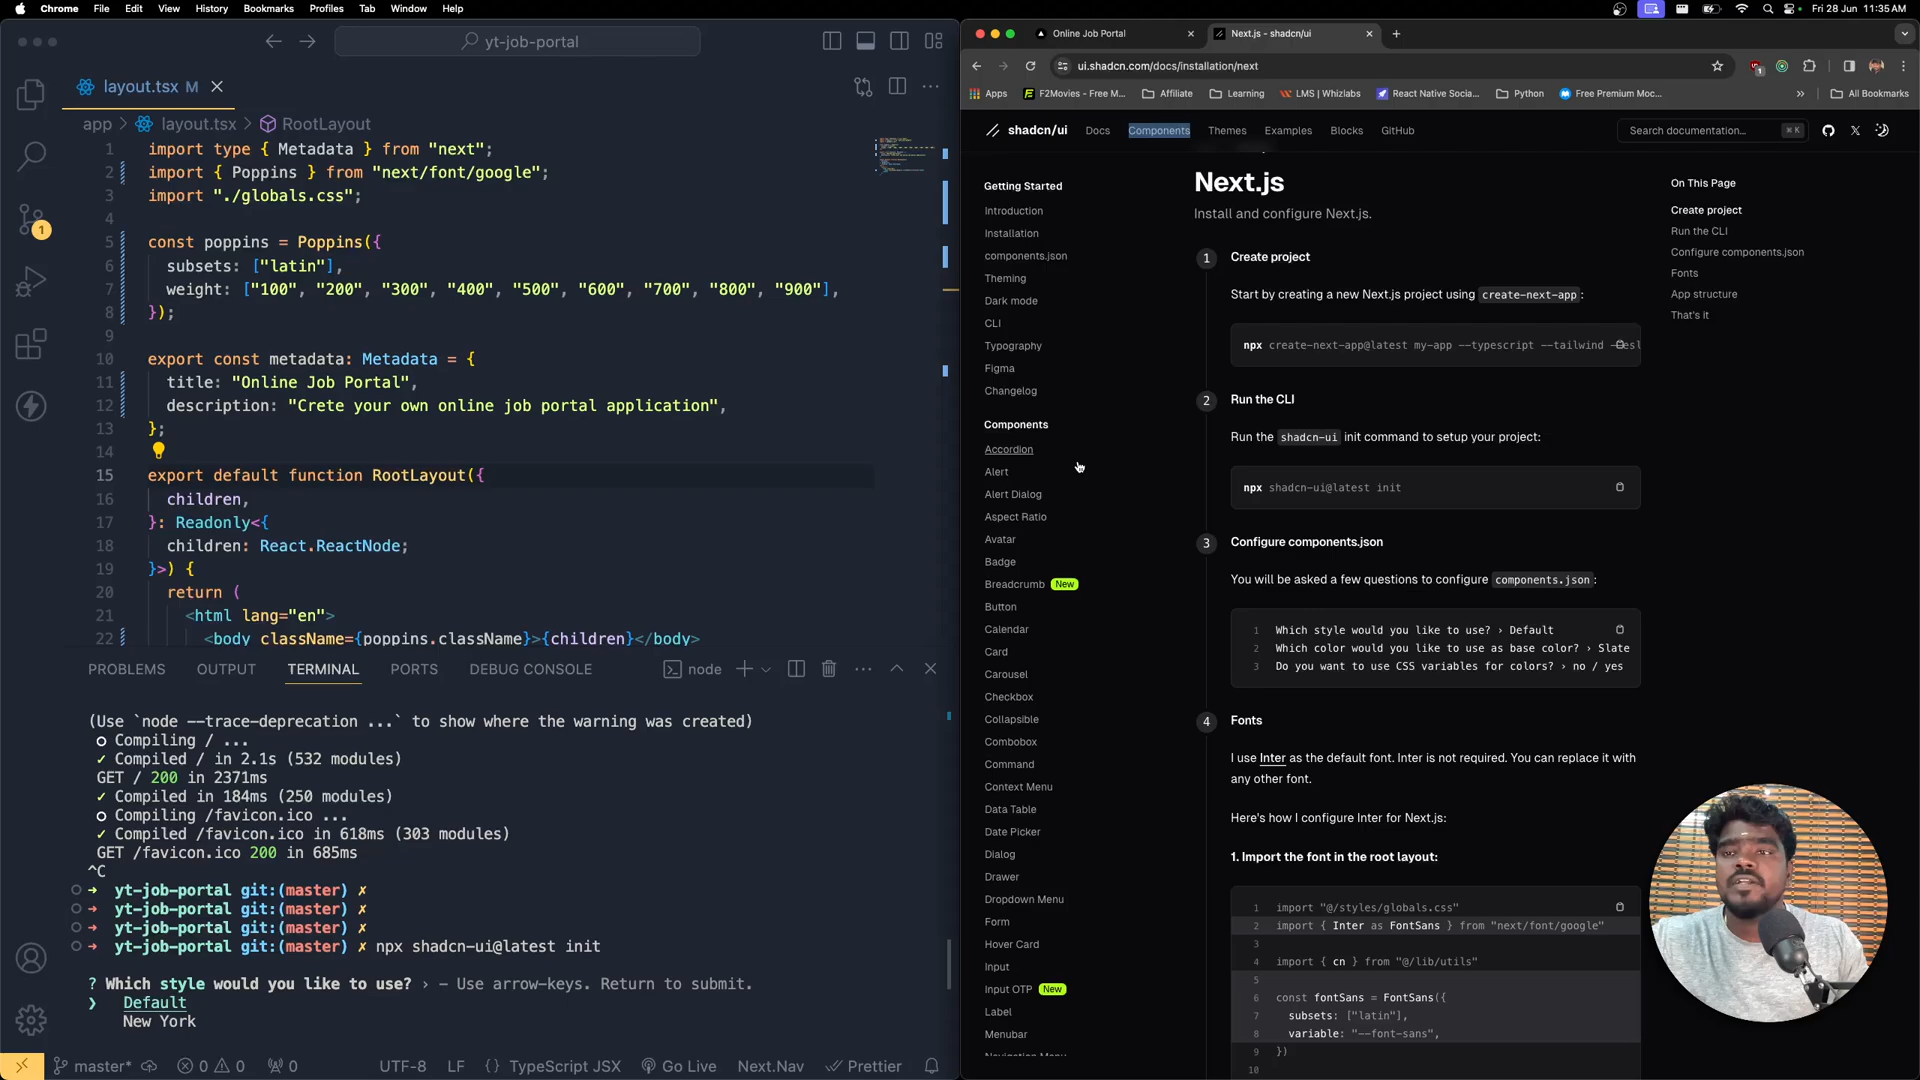 Chrome File Edit View History Bookmarks Profiles Tab Window Help
Fri 28 Jun 11:35 AM
yt-job-portal
layout.tsx M
app > layout.tsx > RootLayout
1 import type { Metadata } from "next";
2 import { Poppins } from "next/font/google";
3 import "./globals.css";
4
5 const poppins = Poppins({
6 subsets: ["latin"],
7 weight: ["100", "200", "300", "400", "500", "600", "700", "800", "900"],
8 });
9
10 export const metadata: Metadata = {
11 title: "Online Job Portal",
12 description: "Crete your own online job portal application",
13 };
14
15 export default function RootLayout({
16 children,
17 }: Readonly<{
18 children: React.ReactNode;
19 }>) {
20 return (
21 <html lang="en">
22 <body className={poppins.className}>{children}</body>
PROBLEMS OUTPUT TERMINAL PORTS DEBUG CONSOLE
node
(Use `node --trace-deprecation ...` to show where the warning was created)
○ Compiling / ...
✓ Compiled / in 2.1s (532 modules)
GET / 200 in 2371ms
✓ Compiled in 184ms (250 modules)
○ Compiling /favicon.ico ...
✓ Compiled /favicon.ico in 618ms (303 modules)
GET /favicon.ico 200 in 685ms
^C
➜ yt-job-portal git:(master) ✗
➜ yt-job-portal git:(master) ✗
➜ yt-job-portal git:(master) ✗
➜ yt-job-portal git:(master) ✗ npx shadcn-ui@latest init
? Which style would you like to use? › - Use arrow-keys. Return to submit.
❯ Default
New York
1
master* 0 0 0 UTF-8 LF {} TypeScript JSX Go Live Next.Nav Prettier
Online Job Portal
Next.js - shadcn/ui
ui.shadcn.com/docs/installation/next
1
Apps F2Movies - Free M... Affiliate Learning LMS | Whizlabs React Native Socia... Python Free Premium Moc... » All Bookmarks
shadcn/ui Docs Components Themes Examples Blocks GitHub
Search documentation... ⌘ K
Getting Started
Introduction
Installation
components.json
Theming
Dark mode
CLI
Typography
Figma
Changelog
Components
Accordion
Alert
Alert Dialog
Aspect Ratio
Avatar
Badge
Breadcrumb New
Button
Calendar
Card
Carousel
Checkbox
Collapsible
Combobox
Command
Context Menu
Data Table
Date Picker
Dialog
Drawer
Dropdown Menu
Form
Hover Card
Input
Input OTP New
Label
Menubar
Navigation Menu
Next.js
Install and configure Next.js.
1 Create project
Start by creating a new Next.js project using create-next-app:
npx create-next-app@latest my-app --typescript --tailwind --esl
2 Run the CLI
Run the shadcn-ui init command to setup your project:
npx shadcn-ui@latest init
3 Configure components.json
You will be asked a few questions to configure components.json:
1 Which style would you like to use? › Default
2 Which color would you like to use as base color? › Slate
3 Do you want to use CSS variables for colors? › no / yes
4 Fonts
I use Inter as the default font. Inter is not required. You can replace it with
any other font.
Here's how I configure Inter for Next.js:
1. Import the font in the root layout:
1 import "@/styles/globals.css"
2 import { Inter as FontSans } from "next/font/google"
3
4 import { cn } from "@/lib/utils"
5
6 const fontSans = FontSans({
7 subsets: ["latin"],
8 variable: "--font-sans",
9 })
10
On This Page
Create project
Run the CLI
Configure components.json
Fonts
App structure
That's it